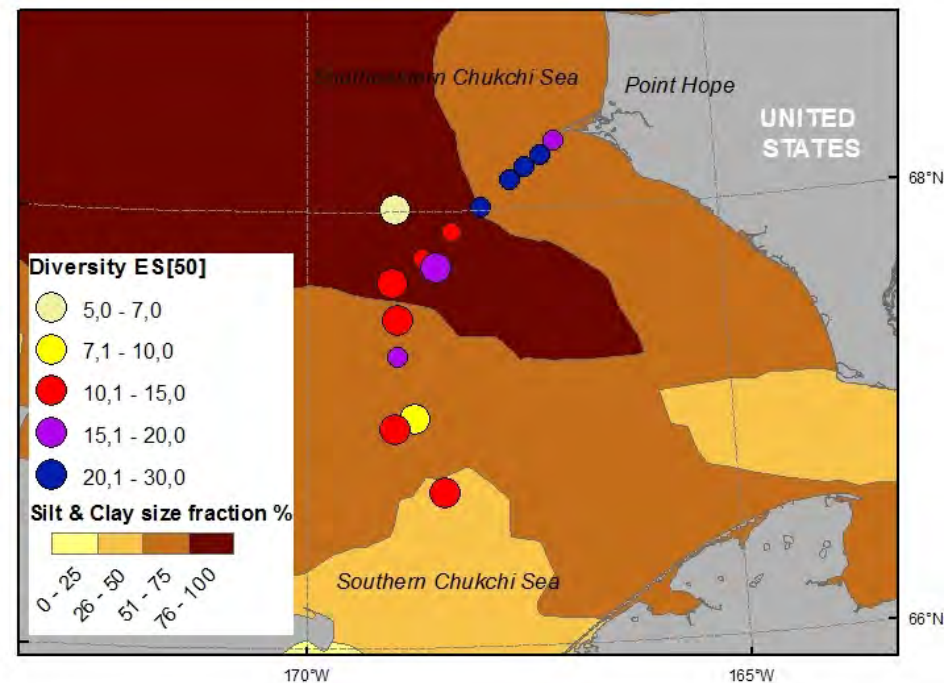 Chukchi Sea
Point Hope
UNITED
STATES
68°N
Diversity ES[50]
5,0 - 7,0
7,1 - 10,0
10,1 - 15,0
15,1 - 20,0
20,1 - 30,0
Silt & Clay size fraction %
0 - 25
26 - 50
51 - 75
76 - 100
Southern Chukchi Sea
66°N
170°W
165°W